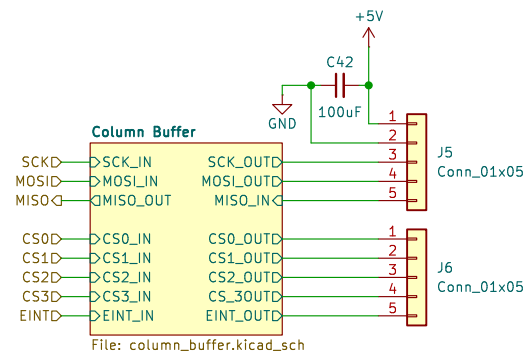 +5V
C42
100uF
GND
Column Buffer
1
2
3
4
5
J5
Conn_01x05
SCK SCK_IN SCK_OUT
MOSI MOSI_IN MOSI_OUT
MISO MISO_OUT MISO_IN
CS0 CS0_IN CS0_OUT
CS1 CS1_IN CS1_OUT
CS2 CS2_IN CS2_OUT
CS3 CS3_IN CS_3OUT
EINT EINT_IN EINT_OUT
1
2
3
4
5
J6
Conn_01x05
File: column_buffer.kicad_sch